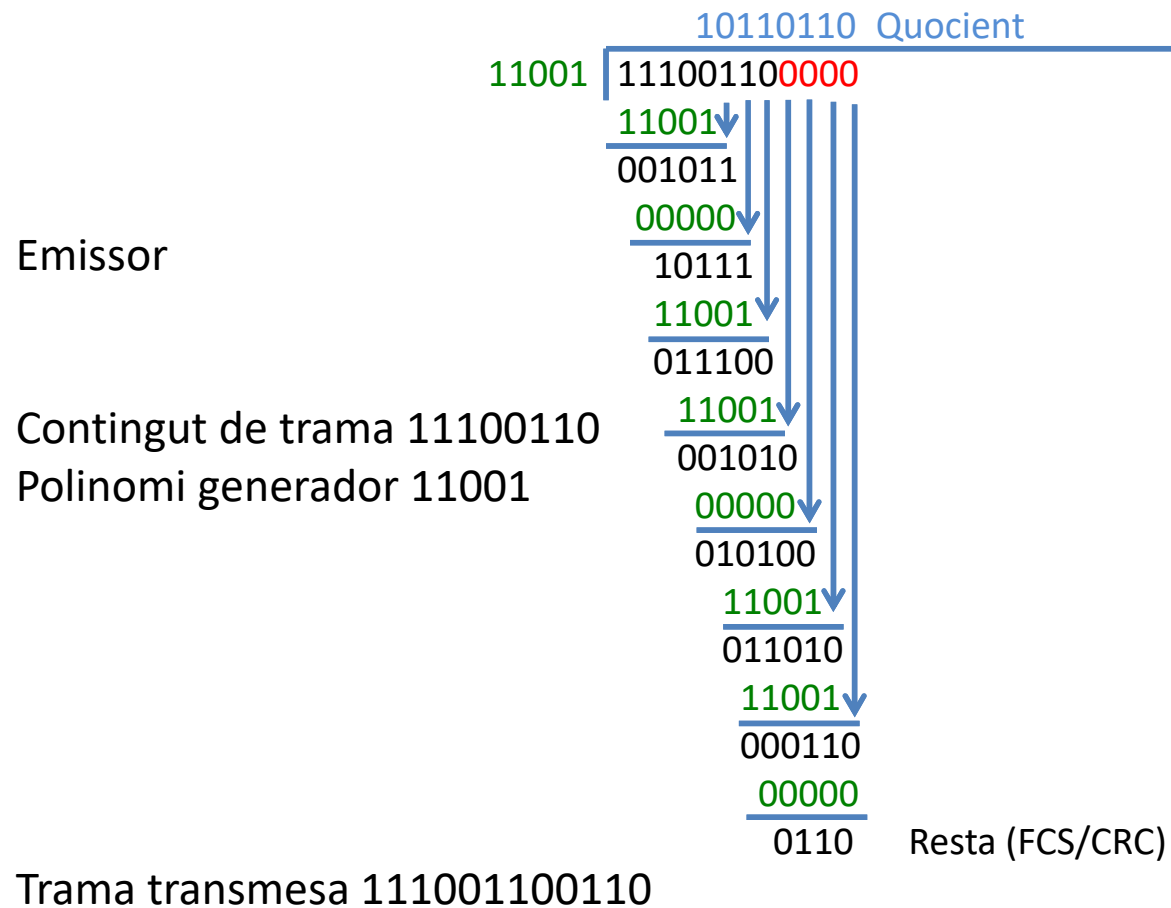 10110110 Quocient
11001 111001100000
11001
001011
00000
Emissor
10111
11001
011100
11001
Contingut de trama 11100110
001010
Polinomi generador 11001
00000
010100
11001
011010
11001
000110
00000
0110 Resta (FCS/CRC)
Trama transmesa 111001100110